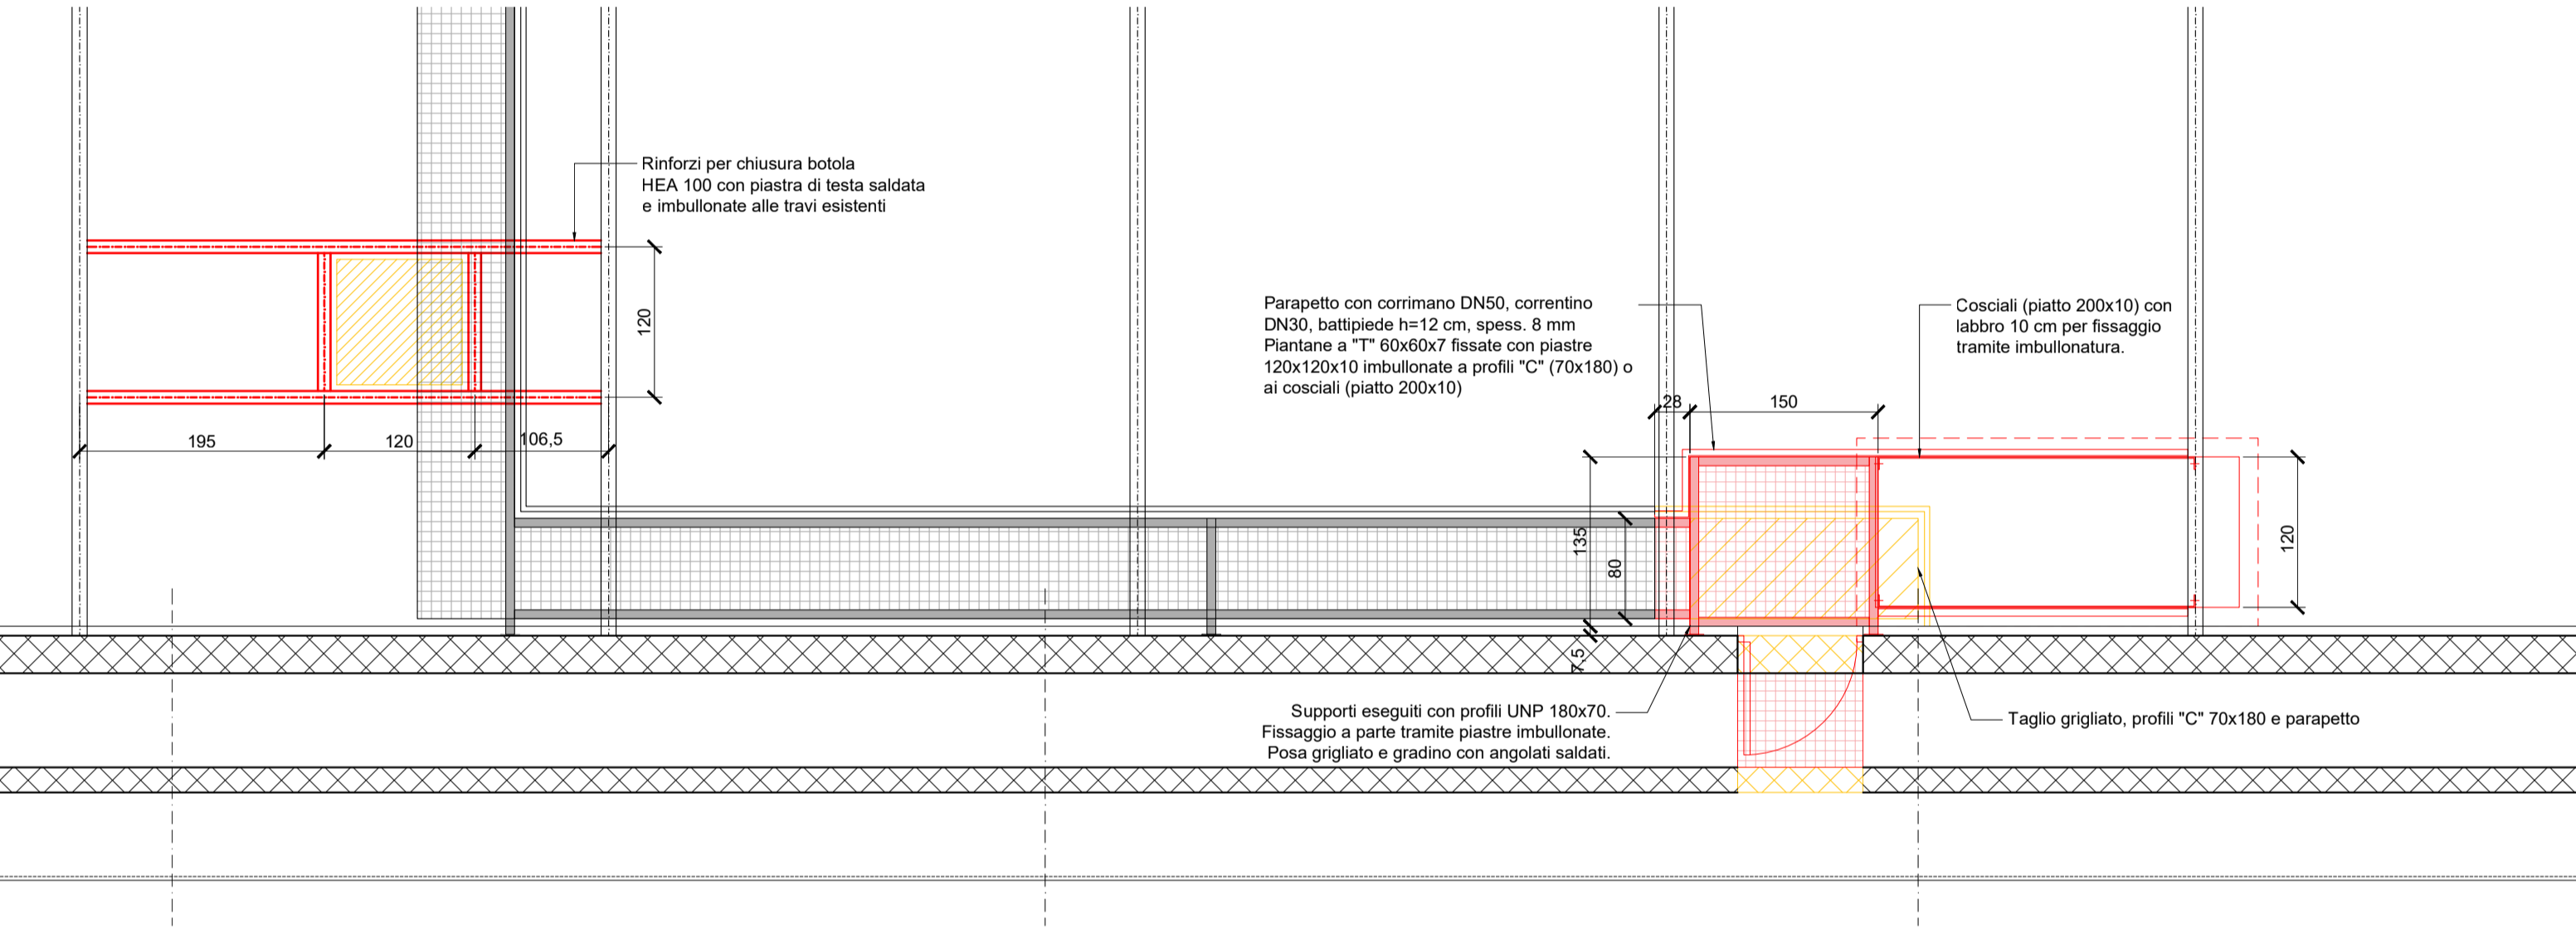 Rinforzi per chiusura botola
HEA 100 con piastra di testa saldata
e imbullonate alle travi esistenti
120
195
120
106,5
Parapetto con corrimano DN50, correntino
DN30, battipiede h=12 cm, spess. 8 mm
Piantane a "T" 60x60x7 fissate con piastre
120x120x10 imbullonate a profili "C" (70x180) o
ai cosciali (piatto 200x10)
Cosciali (piatto 200x10) con
labbro 10 cm per fissaggio
tramite imbullonatura.
28
150
135
80
120
7,5
Supporti eseguiti con profili UNP 180x70.
Fissaggio a parte tramite piastre imbullonate.
Posa grigliato e gradino con angolati saldati.
Taglio grigliato, profili "C" 70x180 e parapetto